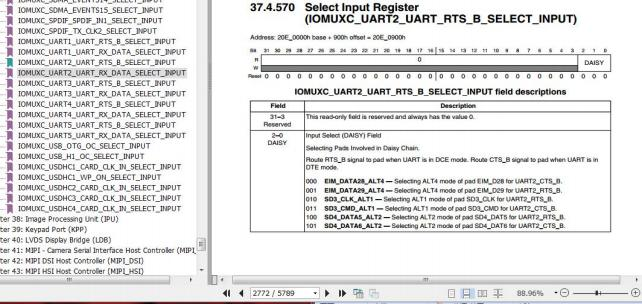 IOMUXC_SDMA_EVENTS14_SELECT_INPUT
IOMUXC_SDMA_EVENTS15_SELECT_INPUT
IOMUXC_SPDIF_SPDIF_IN1_SELECT_INPUT
IOMUXC_SPDIF_TX_CLK2_SELECT_INPUT
IOMUXC_UART1_UART_RTS_B_SELECT_INPUT
IOMUXC_UART1_UART_RX_DATA_SELECT_INPUT
IOMUXC_UART2_UART_RTS_B_SELECT_INPUT
IOMUXC_UART2_UART_RX_DATA_SELECT_INPUT
IOMUXC_UART3_UART_RTS_B_SELECT_INPUT
IOMUXC_UART3_UART_RX_DATA_SELECT_INPUT
IOMUXC_UART4_UART_RTS_B_SELECT_INPUT
IOMUXC_UART4_UART_RX_DATA_SELECT_INPUT
IOMUXC_UART5_UART_RTS_B_SELECT_INPUT
IOMUXC_UART5_UART_RX_DATA_SELECT_INPUT
IOMUXC_USB_OTG_OC_SELECT_INPUT
IOMUXC_USB_H1_OC_SELECT_INPUT
IOMUXC_USDHC1_CARD_CLK_IN_SELECT_INPUT
IOMUXC_USDHC1_WP_ON_SELECT_INPUT
IOMUXC_USDHC2_CARD_CLK_IN_SELECT_INPUT
IOMUXC_USDHC3_CARD_CLK_IN_SELECT_INPUT
IOMUXC_USDHC4_CARD_CLK_IN_SELECT_INPUT
ter 38: Image Processing Unit (IPU)
ter 39: Keypad Port (KPP)
ter 40: LVDS Display Bridge (LDB)
ter 41: MIPI - Camera Serial Interface Host Controller (MIPI_
ter 42: MIPI DSI Host Controller (MIPI_DSI)
ter 43: MIPI HSI Host Controller (MIPI_HSI)
37.4.570 Select Input Register
(IOMUXC_UART2_UART_RTS_B_SELECT_INPUT)
Address: 20E_0000h base + 900h offset = 20E_0900h
Bit 31 30 29 28 27 26 25 24 23 22 21 20 19 18 17 16 15 14 13 12 11 10 9 8 7 6 5 4 3 2 1 0
R 0 DAISY
W
Reset 0 0 0 0 0 0 0 0 0 0 0 0 0 0 0 0 0 0 0 0 0 0 0 0 0 0 0 0 0 0 0 0
IOMUXC_UART2_UART_RTS_B_SELECT_INPUT field descriptions
Field Description
31–3 This read-only field is reserved and always has the value 0.
Reserved
2–0 Input Select (DAISY) Field
DAISY
Selecting Pads Involved in Daisy Chain.
Route RTS_B signal to pad when UART is in DCE mode. Route CTS_B signal to pad when UART is in
DTE mode.
000 EIM_DATA28_ALT4 — Selecting ALT4 mode of pad EIM_D28 for UART2_CTS_B.
001 EIM_DATA29_ALT4 — Selecting ALT4 mode of pad EIM_D29 for UART2_RTS_B.
010 SD3_CLK_ALT1 — Selecting ALT1 mode of pad SD3_CLK for UART2_RTS_B.
011 SD3_CMD_ALT1 — Selecting ALT1 mode of pad SD3_CMD for UART2_CTS_B.
100 SD4_DATA5_ALT2 — Selecting ALT2 mode of pad SD4_DAT5 for UART2_RTS_B.
101 SD4_DATA6_ALT2 — Selecting ALT2 mode of pad SD4_DAT6 for UART2_CTS_B.
2772 / 5789
88.96%